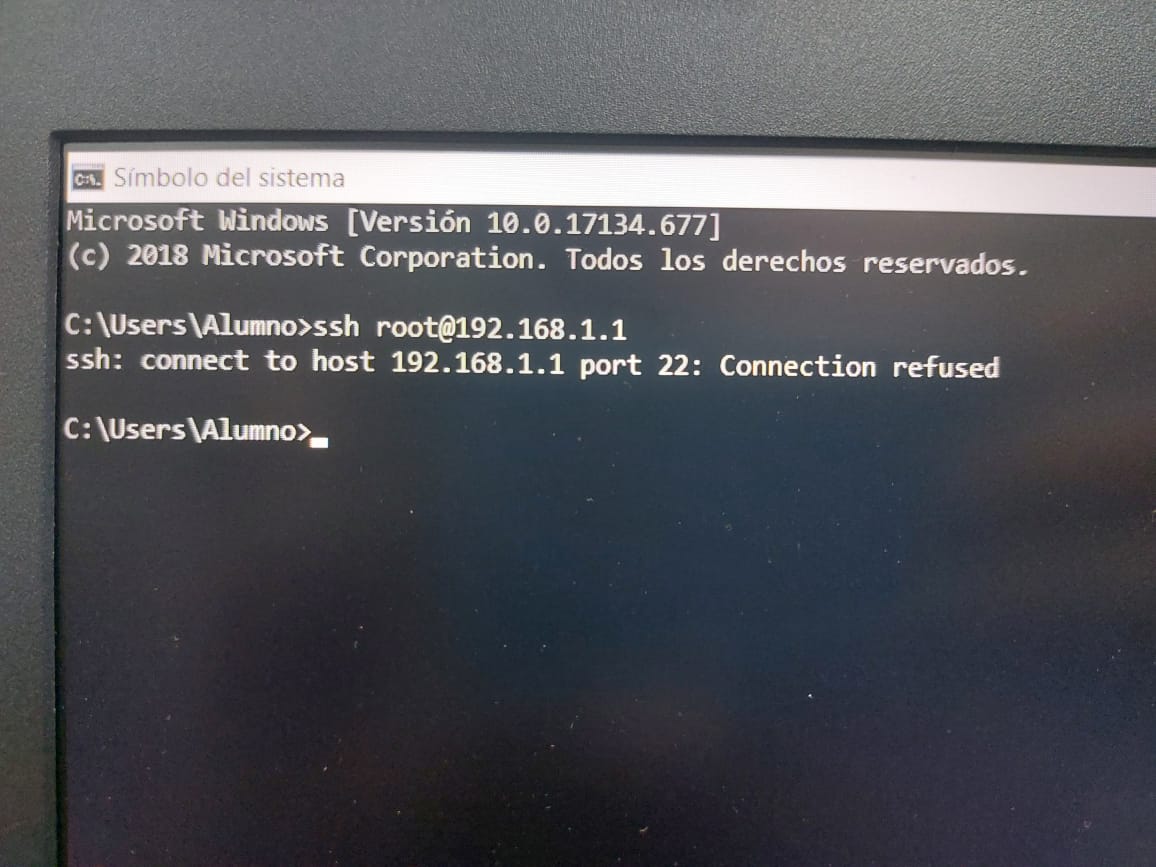 Símbolo del sistema
Microsoft Windows [Versión 10.0.17134.677]
(c) 2018 Microsoft Corporation. Todos los derechos reservados.
C:\Users\Alumno>ssh root@192.168.1.1
ssh: connect to host 192.168.1.1 port 22: Connection refused
C:\Users\Alumno>